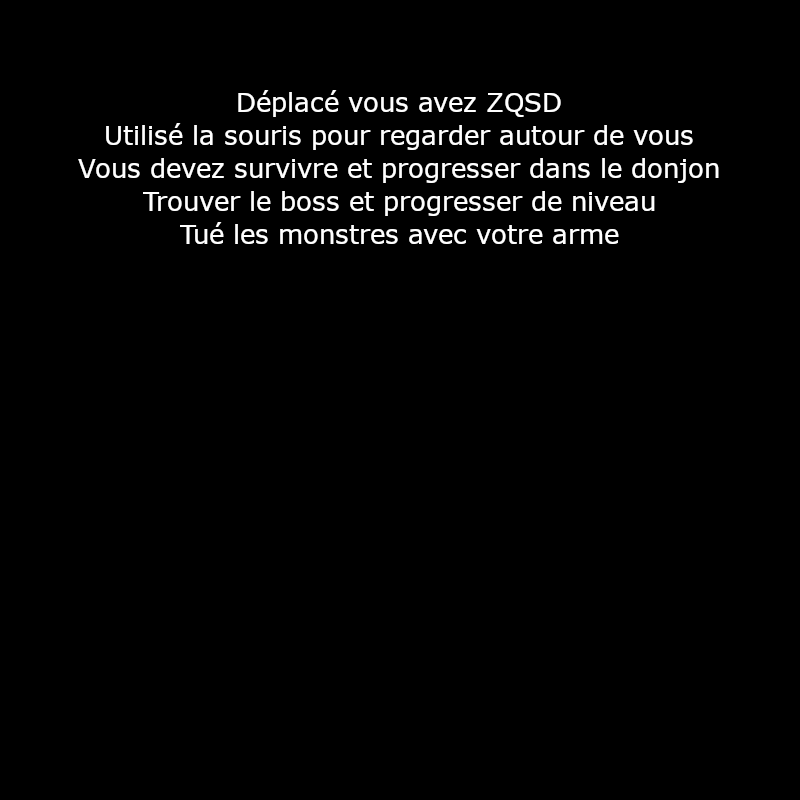 Déplacé vous avez ZQSD
Utilisé la souris pour regarder autour de vous
Vous devez survivre et progresser dans le donjon
Trouver le boss et progresser de niveau
Tué les monstres avec votre arme